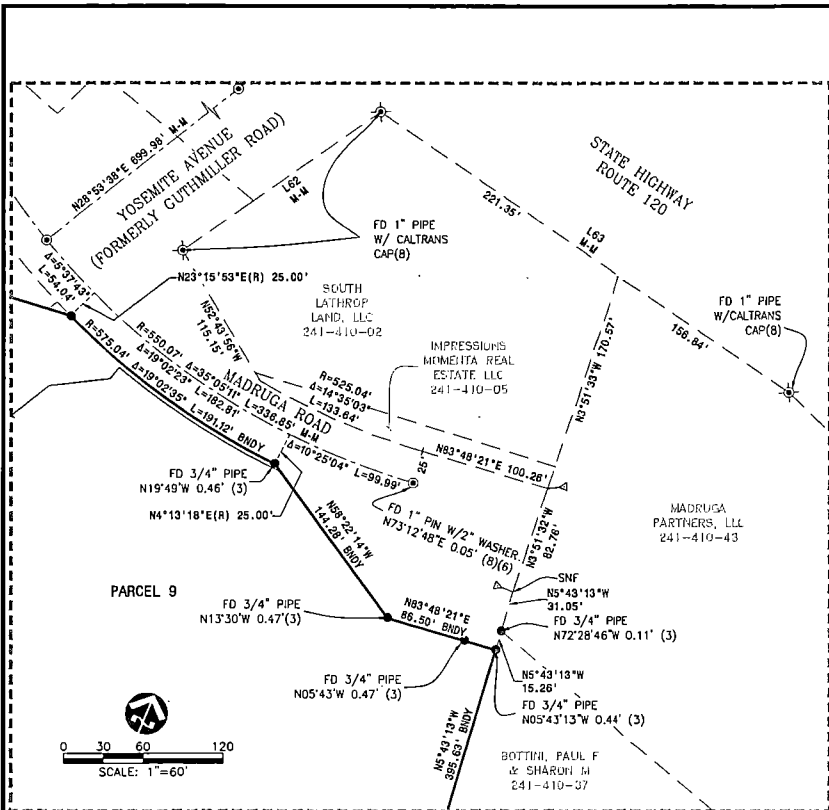 N28°53'38"E 699.98' M-M
YOSEMITE AVENUE
(FORMERLY GUTHMILLER ROAD)
L62
M-M
STATE HIGHWAY
ROUTE 120
221.35'
L63
M-M
FD 1" PIPE
W/ CALTRANS
CAP(8)
FD 1" PIPE
W/CALTRANS
CAP(8)
156.84'
Δ=5°37'43"
L=54.04'
N23°15'53"E(R) 25.00'
N52°43'56"W
115.15'
SOUTH
LATHROP
LAND, LLC
241-410-02
IMPRESSIONS
MOMENTA REAL
ESTATE LLC
241-410-05
N3°51'33"W 170.57'
R=525.04'
Δ=14°35'03"
L=133.64'
MADRUGA ROAD
R=550.07' Δ=35°05'11" L=336.85' M-M
Δ=19°02'23"
L=182.81'
R=575.04'
Δ=19°02'35"
L=191.12' BNDY
Δ=10°25'04" L=99.99'
25'
N83°48'21"E 100.26'
FD 3/4" PIPE
N19°49'W 0.46' (3)
N4°13'18"E(R) 25.00'
FD 1" PIN W/2" WASHER
N73°12'48"E 0.05' (8)(6)
N3°51'32"W
82.76'
MADRUGA
PARTNERS, LLC
241-410-43
N58°22'14"W
144.28' BNDY
PARCEL 9
SNF
N5°43'13"W
31.05'
FD 3/4" PIPE
N13°30'W 0.47'(3)
N83°48'21"E
86.50' BNDY
FD 3/4" PIPE
N72°28'46"W 0.11' (3)
FD 3/4" PIPE
N05°43'W 0.47' (3)
N5°43'13"W
15.26'
FD 3/4" PIPE
N05°43'13"W 0.44' (3)
N5°43'13"W
395.63' BNDY
BOTTINI, PAUL F
& SHARON M
241-410-37
0 30 60 120
SCALE: 1"=60'